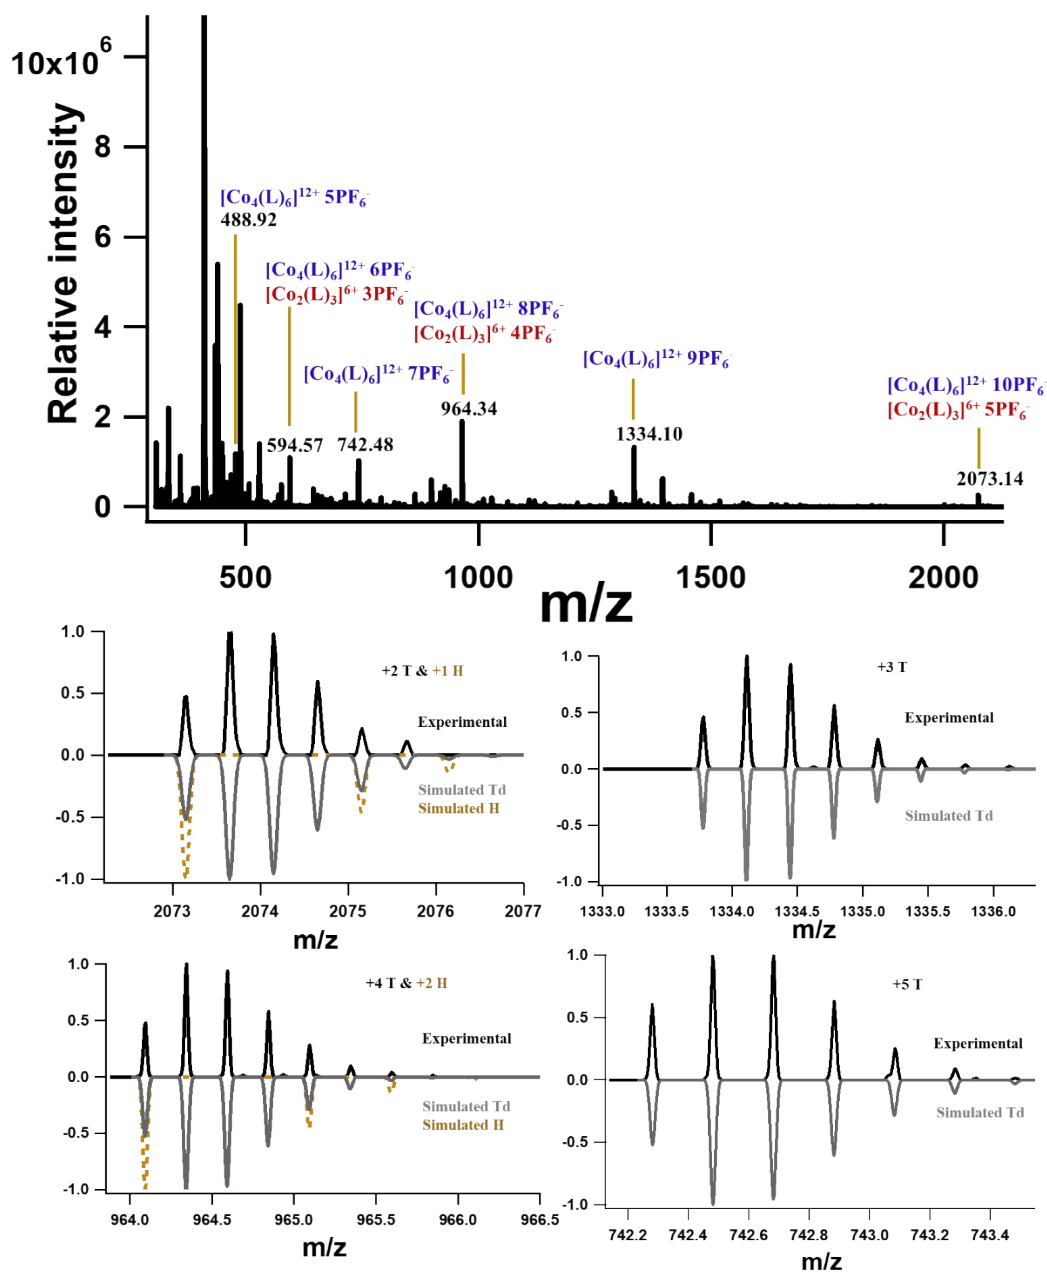 10x10⁶
8
6
4
2
0
Relative intensity
[Co₄(L)₆]¹²⁺ 5PF₆⁻
488.92
[Co₄(L)₆]¹²⁺ 6PF₆⁻
[Co₂(L)₃]⁶⁺ 3PF₆⁻
594.57
[Co₄(L)₆]¹²⁺ 7PF₆⁻
742.48
[Co₄(L)₆]¹²⁺ 8PF₆⁻
[Co₂(L)₃]⁶⁺ 4PF₆⁻
964.34
[Co₄(L)₆]¹²⁺ 9PF₆⁻
1334.10
[Co₄(L)₆]¹²⁺ 10PF₆⁻
[Co₂(L)₃]⁶⁺ 5PF₆⁻
2073.14
500 1000 1500 2000
m/z
1.0
0.5
0.0
-0.5
-1.0
+2 T & +1 H
Experimental
Simulated Td
Simulated H
2073 2074 2075 2076 2077
m/z
1.0
0.5
0.0
-0.5
-1.0
+3 T
Experimental
Simulated Td
1333.0 1333.5 1334.0 1334.5 1335.0 1335.5 1336.0
m/z
1.0
0.5
0.0
-0.5
-1.0
+4 T & +2 H
Experimental
Simulated Td
Simulated H
964.0 964.5 965.0 965.5 966.0 966.5
m/z
1.0
0.5
0.0
-0.5
-1.0
+5 T
Experimental
Simulated Td
742.2 742.4 742.6 742.8 743.0 743.2 743.4
m/z